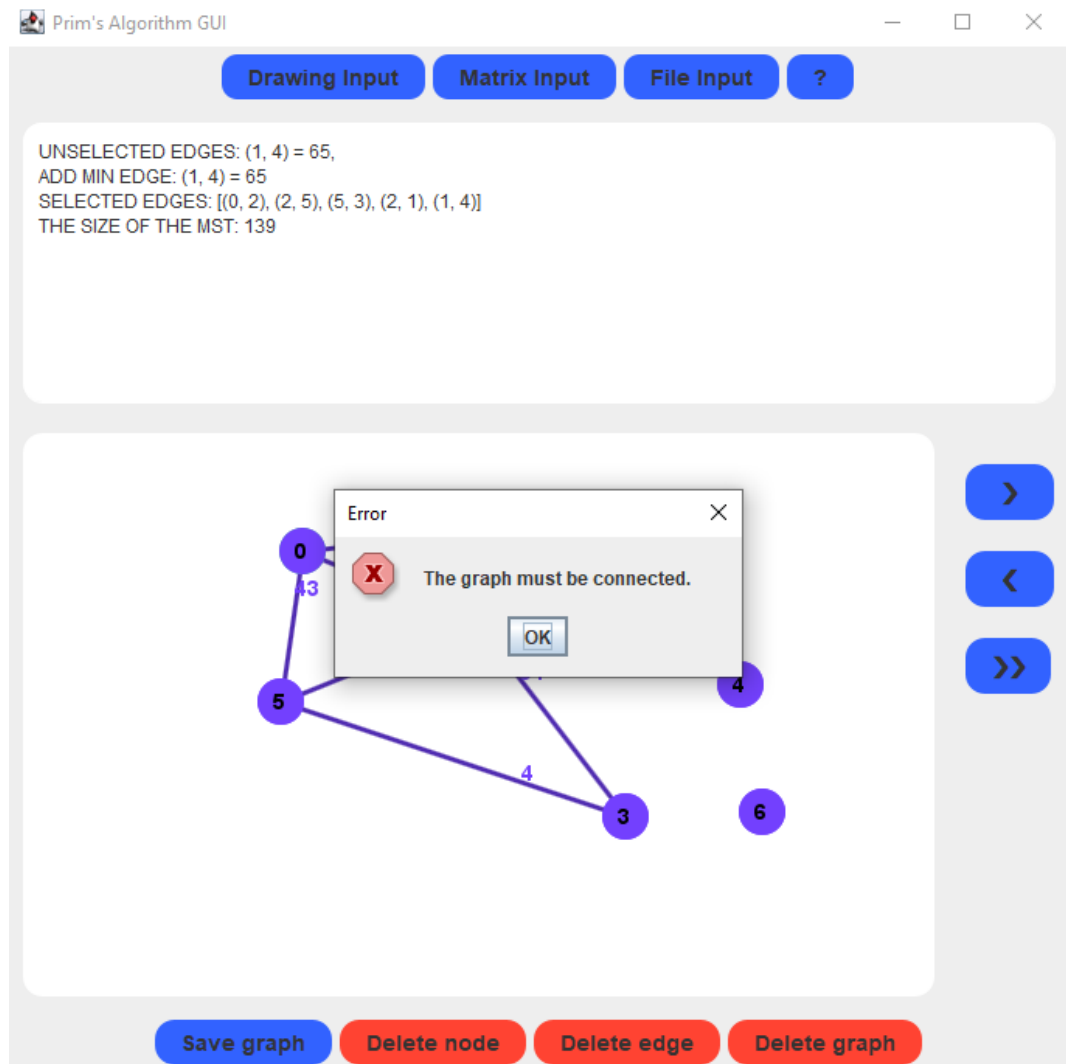 Prim's Algorithm GUI
Drawing Input Matrix Input File Input ?
UNSELECTED EDGES: (1, 4) = 65,
ADD MIN EDGE: (1, 4) = 65
SELECTED EDGES: [(0, 2), (2, 5), (5, 3), (2, 1), (1, 4)]
THE SIZE OF THE MST: 139
Error
The graph must be connected.
OK
0
43
5
4
4
3
6
Save graph Delete node Delete edge Delete graph